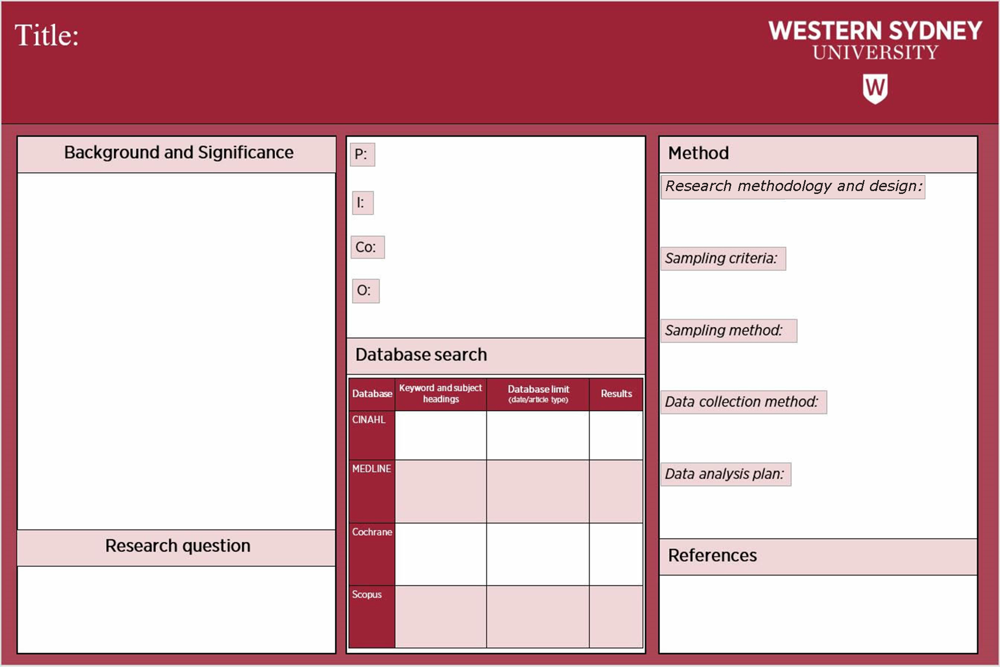 Title:
WESTERN SYDNEY
UNIVERSITY
W
Background and Significance
Research question
P:
I:
Co:
O:
Database search
Database
Keyword and subject
headings
Database limit
(date/article type)
Results
CINAHL
MEDLINE
Cochrane
Scopus
Method
Research methodology and design:
Sampling criteria:
Sampling method:
Data collection method:
Data analysis plan:
References